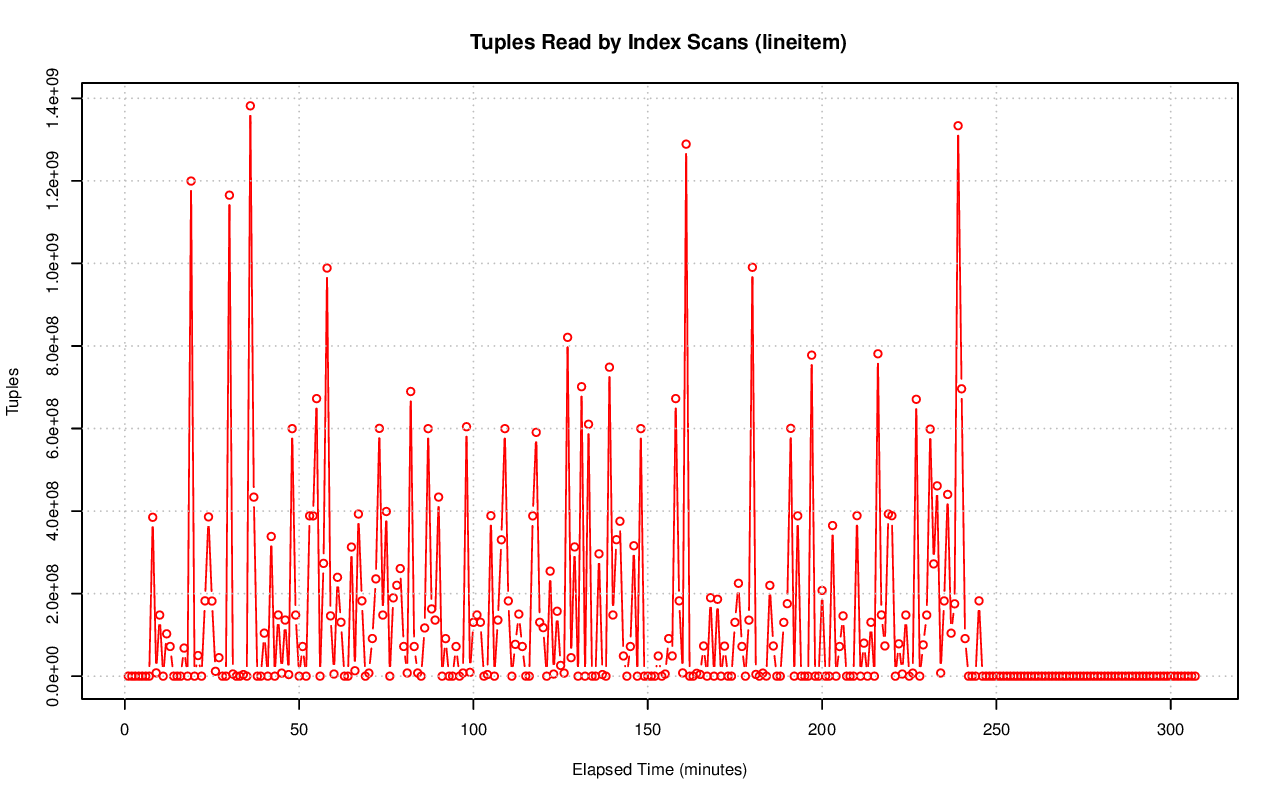 Tuples Read by Index Scans (lineitem)
1.4e+09
1.2e+09
1.0e+09
8.0e+08
6.0e+08
4.0e+08
2.0e+08
0.0e+00
Tuples
0 50 100 150 200 250 300
Elapsed Time (minutes)